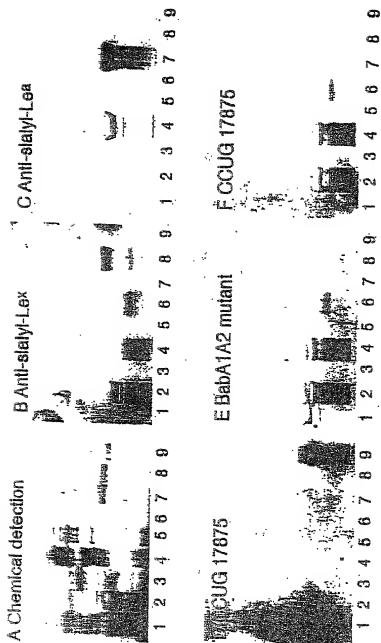 A Chemical detection
1 2 3 4 5 6 7 8 9
B Anti-sialyl-Lex
1 2 3 4 5 6 7 8 9
C Anti-sialyl-Lea
1 2 3 4 5 6 7 8 9
CUG 17875
1 2 3 4 5 6 7 8 9
E BabA1A2 mutant
1 2 3 4 5 6 7 8 9
F CCUG 17875
1 2 3 4 5 6 7 8 9